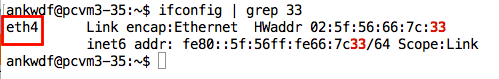 ankwdf@pcvm3-35:~$ ifconfig | grep 33
eth4      Link encap:Ethernet  HWaddr 02:5f:56:66:7c:33
          inet6 addr: fe80::5f:56ff:fe66:7c33/64 Scope:Link
ankwdf@pcvm3-35:~$